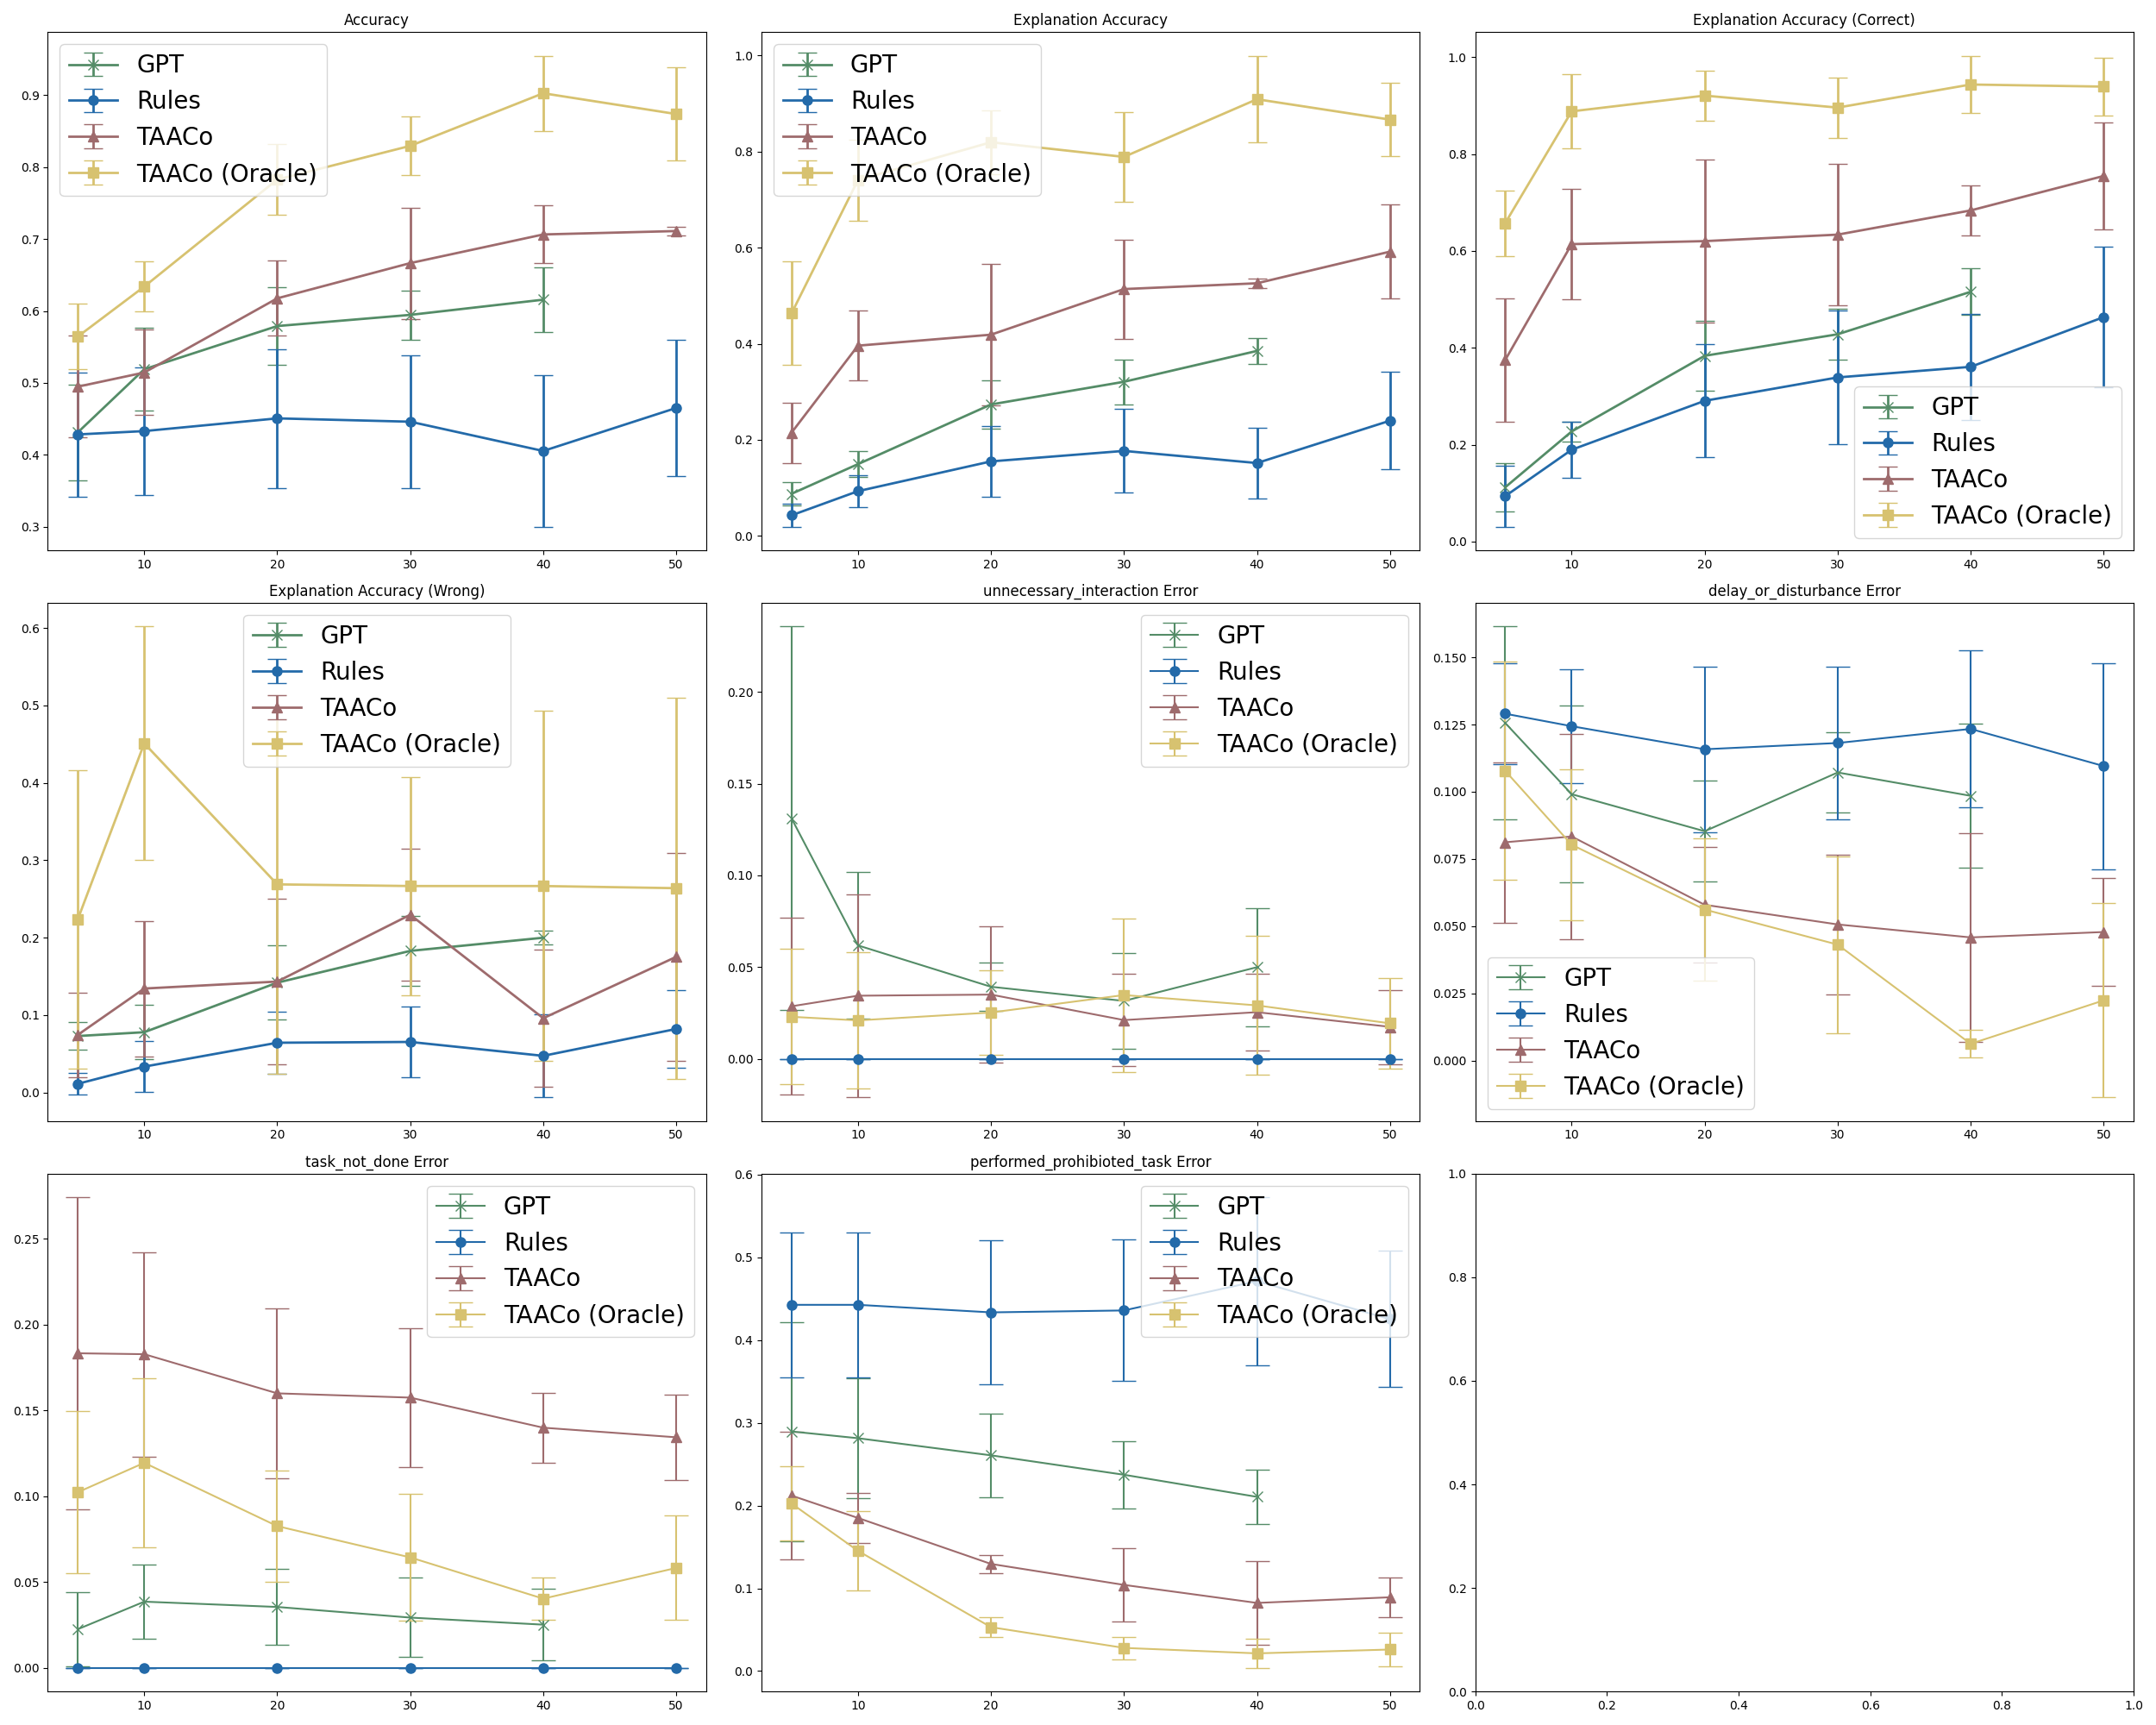 Accuracy
GPT
Rules
TAACo
TAACo (Oracle)
0.9
0.8
0.7
0.6
0.5
0.4
0.3
10 20 30 40 50
Explanation Accuracy
GPT
Rules
TAACo
TAACo (Oracle)
1.0
0.8
0.6
0.4
0.2
0.0
10 20 30 40 50
Explanation Accuracy (Correct)
1.0
0.8
0.6
0.4
0.2
0.0
GPT
Rules
TAACo
TAACo (Oracle)
10 20 30 40 50
Explanation Accuracy (Wrong)
GPT
Rules
TAACo
TAACo (Oracle)
0.6
0.5
0.4
0.3
0.2
0.1
0.0
10 20 30 40 50
unnecessary_interaction Error
GPT
Rules
TAACo
TAACo (Oracle)
0.20
0.15
0.10
0.05
0.00
10 20 30 40 50
delay_or_disturbance Error
0.150
0.125
0.100
0.075
0.050
0.025
0.000
GPT
Rules
TAACo
TAACo (Oracle)
10 20 30 40 50
task_not_done Error
GPT
Rules
TAACo
TAACo (Oracle)
0.25
0.20
0.15
0.10
0.05
0.00
10 20 30 40 50
performed_prohibioted_task Error
GPT
Rules
TAACo
TAACo (Oracle)
0.6
0.5
0.4
0.3
0.2
0.1
0.0
10 20 30 40 50
1.0
0.8
0.6
0.4
0.2
0.0
0.0 0.2 0.4 0.6 0.8 1.0